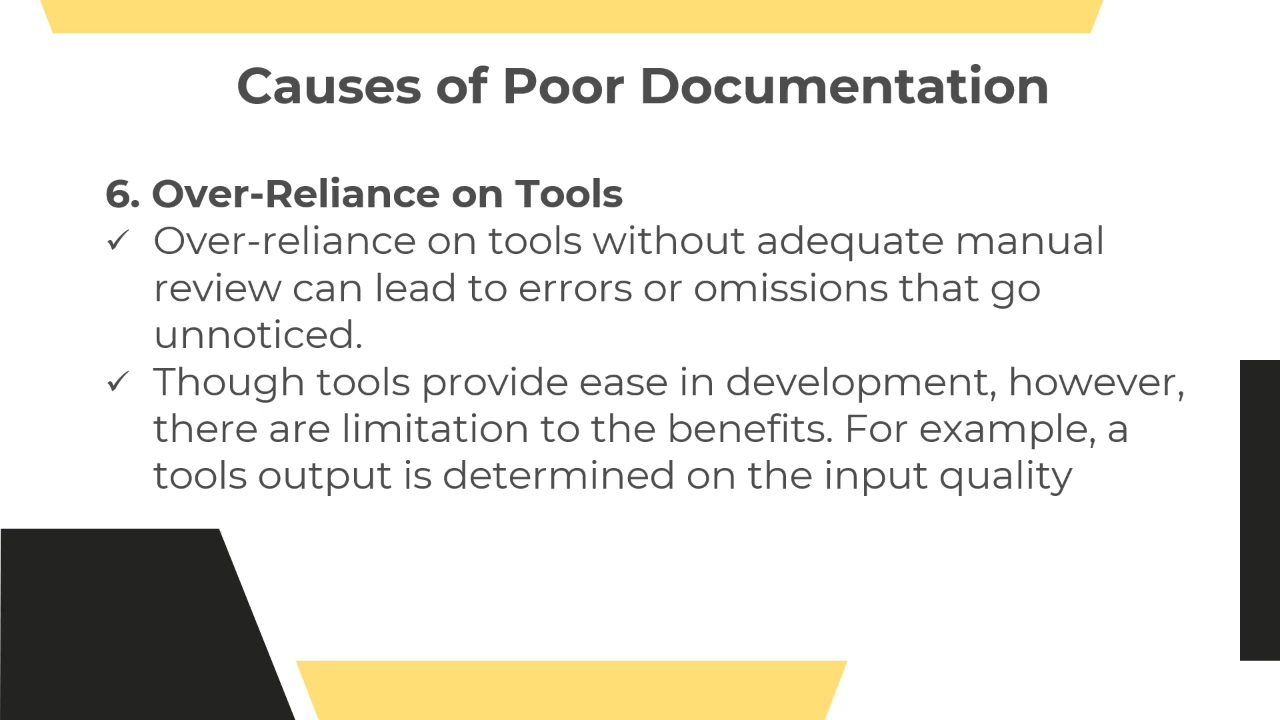 Causes of Poor Documentation
6. Over-Reliance on Tools
✓ Over-reliance on tools without adequate manual
review can lead to errors or omissions that go
unnoticed.
✓ Though tools provide ease in development, however,
there are limitation to the benefits. For example, a
tools output is determined on the input quality